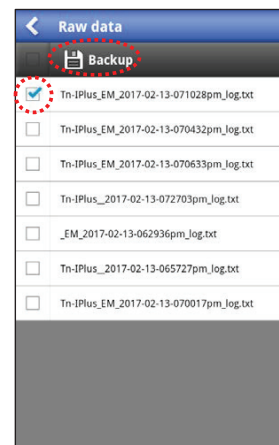 Raw data
Backup
Tn-IPlus_EM_2017-02-13-071028pm_log.txt
Tn-IPlus_EM_2017-02-13-070432pm_log.txt
Tn-IPlus_EM_2017-02-13-070633pm_log.txt
Tn-IPlus__2017-02-13-072703pm_log.txt
_EM_2017-02-13-062936pm_log.txt
Tn-IPlus__2017-02-13-065727pm_log.txt
Tn-IPlus_EM_2017-02-13-070017pm_log.txt